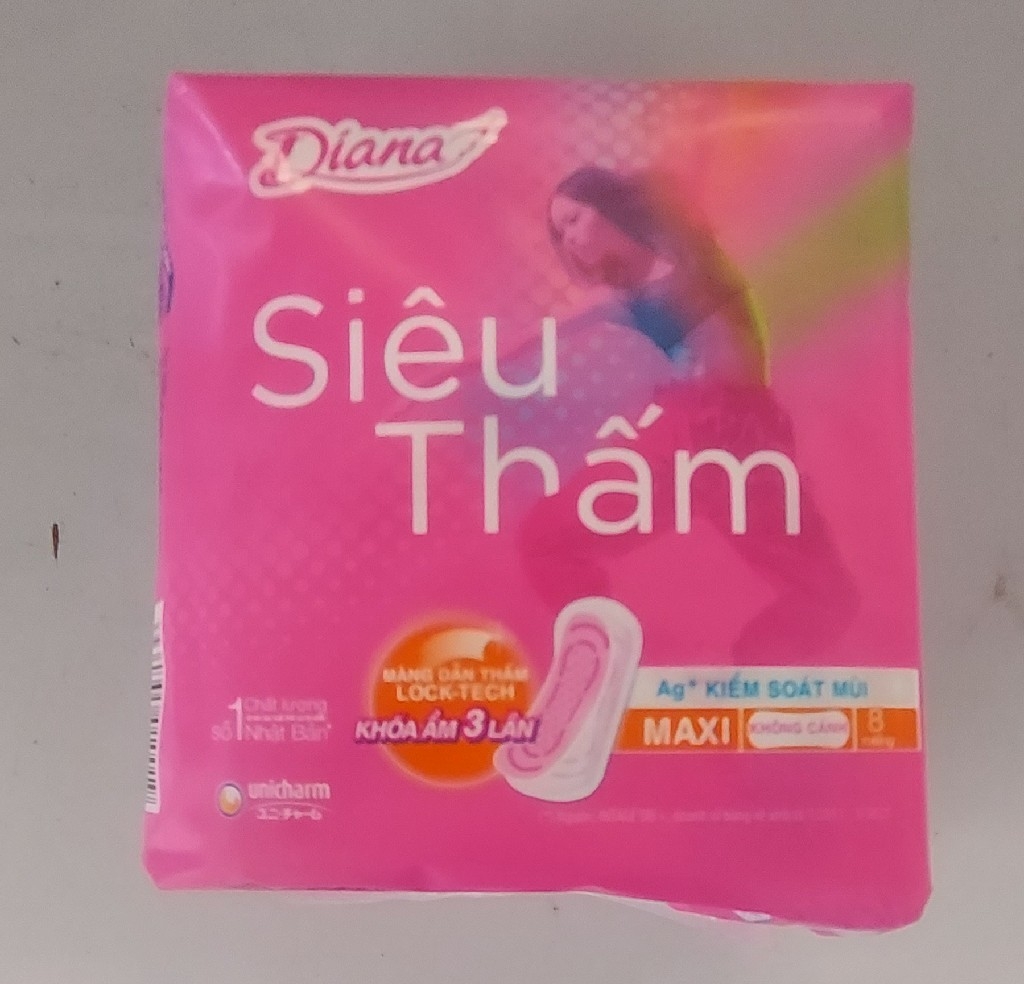 Diana
Siêu
Thấm
MÀNG DẪN THẤM
LOCK-TECH
KHÓA ẨM 3 LẦN
Ag+ KIỂM SOÁT MÙI
MAXI
KHÔNG CÁNH
8
miếng
số 1 Chất lượng
Nhật Bản*
unicharm
ユニ・チャーム